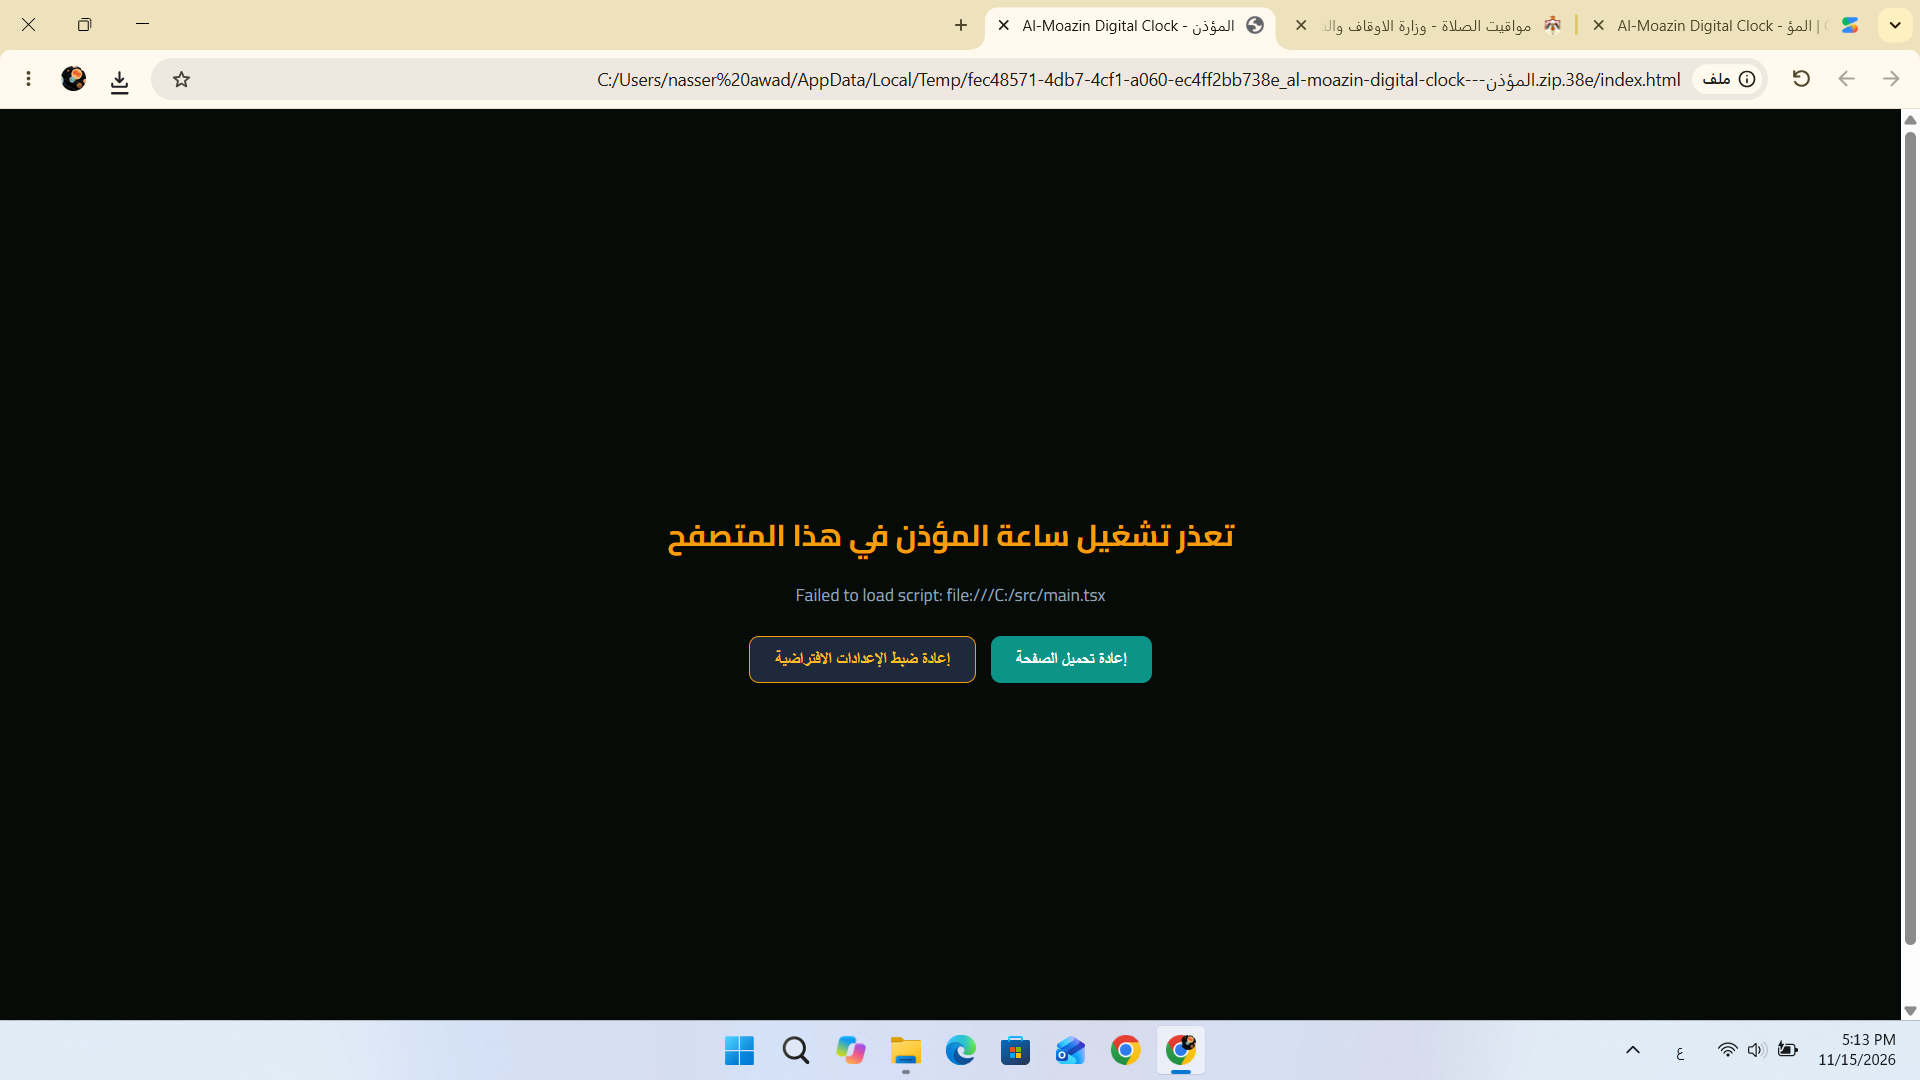 Al-Moazin Digital Clock - المؤ | 
مواقيت الصلاة - وزارة الاوقاف وال
Al-Moazin Digital Clock - المؤذن
ملف
C:/Users/nasser%20awad/AppData/Local/Temp/fec48571-4db7-4cf1-a060-ec4ff2bb738e_al-moazin-digital-clock---المؤذن.zip.38e/index.html
تعذر تشغيل ساعة المؤذن في هذا المتصفح
Failed to load script: file:///C:/src/main.tsx
إعادة تحميل الصفحة
إعادة ضبط الإعدادات الافتراضية
ع
5:13 PM
11/15/2026